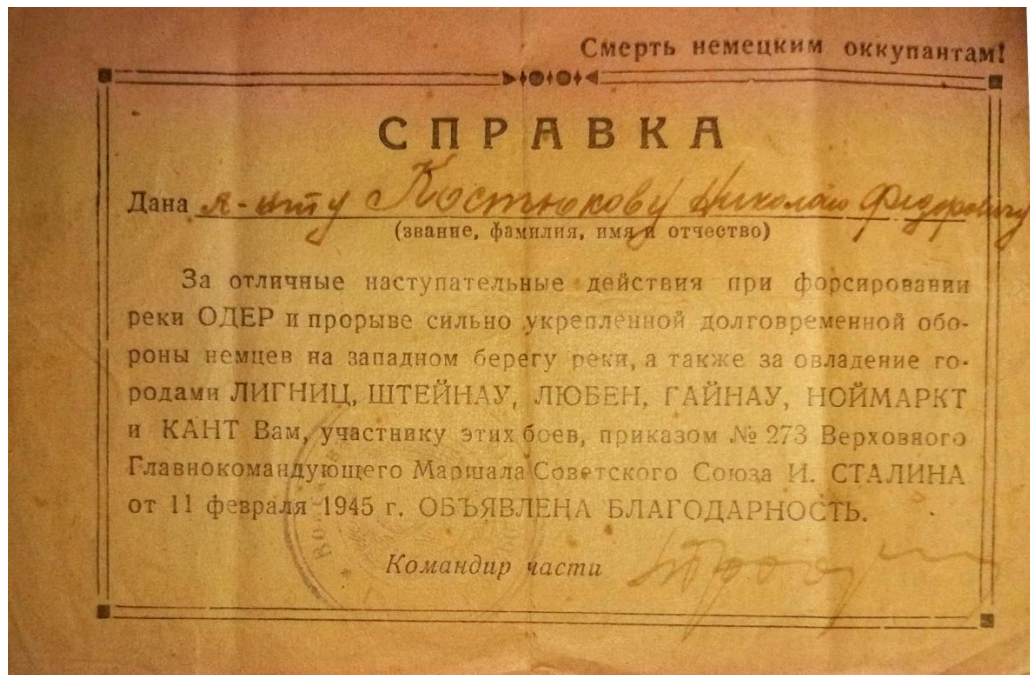 Смерть немецким оккупантам!
СПРАВКА
Дана л-нту Костюкову Николаю Федоровичу
(звание, фамилия, имя и отчество)
За отличные наступательные действия при форсировании
реки ОДЕР и прорыве сильно укрепленной долговременной обо-
роны немцев на западном берегу реки, а также за овладение го-
родами ЛИГНИЦ, ШТЕЙНАУ, ЛЮБЕН, ГАЙНАУ, НОЙМАРКТ
и КАНТ Вам, участнику этих боев, приказом № 273 Верховного
Главнокомандующего Маршала Советского Союза И. СТАЛИНА
от 11 февраля 1945 г. ОБЪЯВЛЕНА БЛАГОДАРНОСТЬ.
Командир части